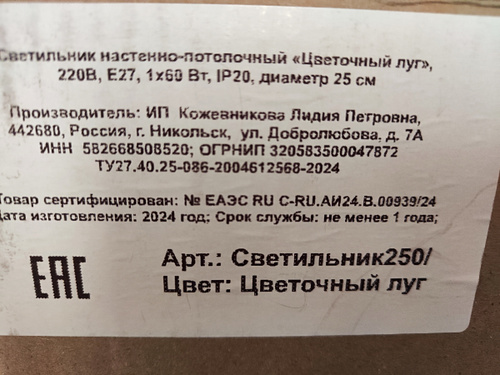 Светильник настенно-потолочный «Цветочный луг»,
220В, Е27, 1х60 Вт, IP20, диаметр 25 см
Производитель: ИП Кожевникова Лидия Петровна,
442680, Россия, г. Никольск, ул. Добролюбова, д. 7А
ИНН 582668508520; ОГРНИП 320583500047872
ТУ27.40.25-086-2004612568-2024
Товар сертифицирован: № ЕАЭС RU С-RU.АИ24.В.00939/24
Дата изготовления: 2024 год; Срок службы: не менее 1 года;
ЕАС
Арт.: Светильник250/
Цвет: Цветочный луг